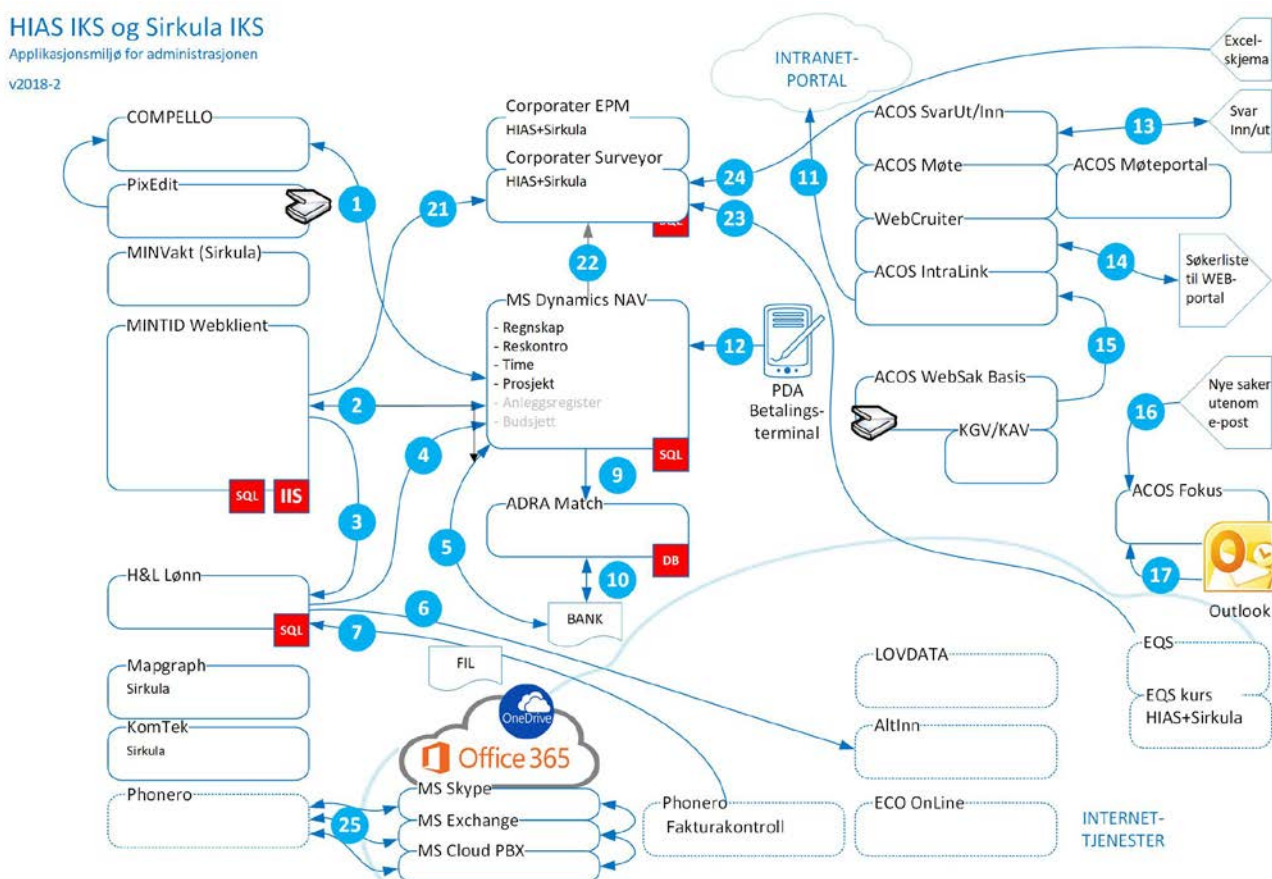 HIAS IKS og Sirkula IKS
Applikasjonsmiljø for administrasjonen
v2018-2
COMPELLO
PixEdit
1
MINVakt (Sirkula)
MINTID Webklient
2
SQL
IIS
3
4
H&L Lønn
SQL
5
6
7
Mapgraph
Sirkula
KomTek
Sirkula
Phonero
25
Corporater EPM
HIAS+Sirkula
Corporater Surveyor
HIAS+Sirkula
SQL
21
22
23
24
MS Dynamics NAV
- Regnskap
- Reskontro
- Time
- Prosjekt
- Anleggsregister
- Budsjett
SQL
9
ADRA Match
DB
10
BANK
FIL
OneDrive
Office 365
MS Skype
MS Exchange
MS Cloud PBX
12
PDA
Betalings-
terminal
INTRANET-
PORTAL
11
ACOS SvarUt/Inn
ACOS Møte
ACOS Møteportal
WebCruiter
ACOS IntraLink
13
14
15
Excel-
skjema
Svar
Inn/ut
Søkerliste
til WEB-
portal
ACOS WebSak Basis
KGV/KAV
16
Nye saker
utenom
e-post
ACOS Fokus
17
Outlook
LOVDATA
AltInn
EQS
EQS kurs
HIAS+Sirkula
Phonero
Fakturakontroll
ECO OnLine
INTERNET-
TJENESTER